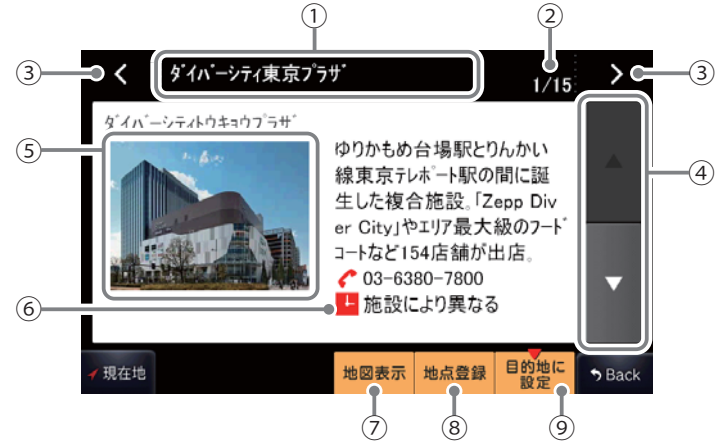 ① ②
③ ダイバーシティ東京プラザ 1/15 ③
ダイバーシティトウキョウプラザ
⑤ ④
ゆりかもめ台場駅とりんかい
線東京テレポート駅の間に誕
生した複合施設。「Zepp Div
er City」やエリア最大級のフード
コートなど154店舗が出店。
03-6380-7800
⑥ 施設により異なる
現在地 地図表示 地点登録 目的地に
設定 Back
⑦ ⑧ ⑨